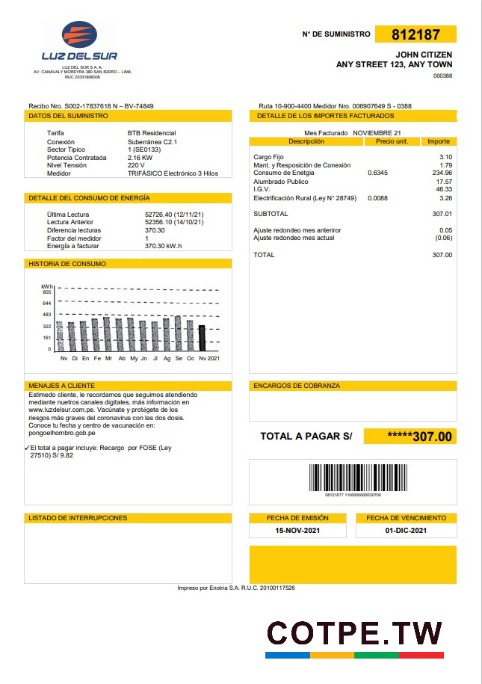 LUZ DEL SUR
LUZ DEL SUR S.A.A.
AV. CANAVAL Y MOREYRA 380 SAN ISIDRO – LIMA
N° DE SUMINISTRO 812187
JOHN CITIZEN
ANY STREET 123, ANY TOWN
000388
Recibo Nro. S002-17837618 N – BV-74849
Ruta 10-900-4400 Medidor Nro. 006907649 S - 0388
DATOS DEL SUMINISTRO
Tarifa BTB Residencial
Conexión Subterránea C2.1
Sector Típico 1 (SE0133)
Potencia Contratada 2.16 KW
Nivel Tensión 220 V
Medidor TRIFÁSICO Electrónico 3 Hilos
DETALLE DE LOS IMPORTES FACTURADOS
Mes Facturado NOVIEMBRE 21
Descripolón Precio unit. Importe
Cargo Fijo 3.10
Mant. y Resposición de Conexión 1.79
Consumo de Enetgia 0.6345 234.96
Alumbrado Publico 17.57
I.G.V. 46.33
Electrificación Rural (Ley N° 28749) 0.0088 3.26
SUBTOTAL 307.01
Ajuste redondeo mes anteriror 0.05
Ajuste redondeo mes actual (0.06)
TOTAL 307.00
DETALLE DEL CONSUMO DE ENERGÍA
Última Lectura 52726.40 (12/11/21)
Lectura Anterior 52356.10 (14/10/21)
Diferencia lecturas 370.30
Factor del medidor 1
Energía a facturar 370.30 kW.h
HISTORIA DE CONSUMO
kW/h
805
644
483
322
161
0
Nv Di En Fe Mr Ab My Jn Jl Ag Se Oc Nv 2021
MENAJES A CLIENTE
Estimedo cliente, le recordamos que seguimos atendiendo
mediante nuetros canales digitales, más información en
www.luzdelsur.com.pe. Vacúnate y protégete de los
riesgos más graves del coronavirus con las dos dosis.
Conoce tu fecha y centro de vacunación en:
pongoelhombro.gob.pe
✓El total a pagar incluye: Recargo por FOSE (Ley
27510) S/ 9.82
ENCARGOS DE COBRANZA
TOTAL A PAGAR S/ *****307.00
LISTADO DE INTERRUPCIONES
FECHA DE EMISIÓN
15-NOV-2021
FECHA DE VENCIMIENTO
01-DIC-2021
Impreso por Enotria S.A. R.U.C. 20100117526
COTPE.TW